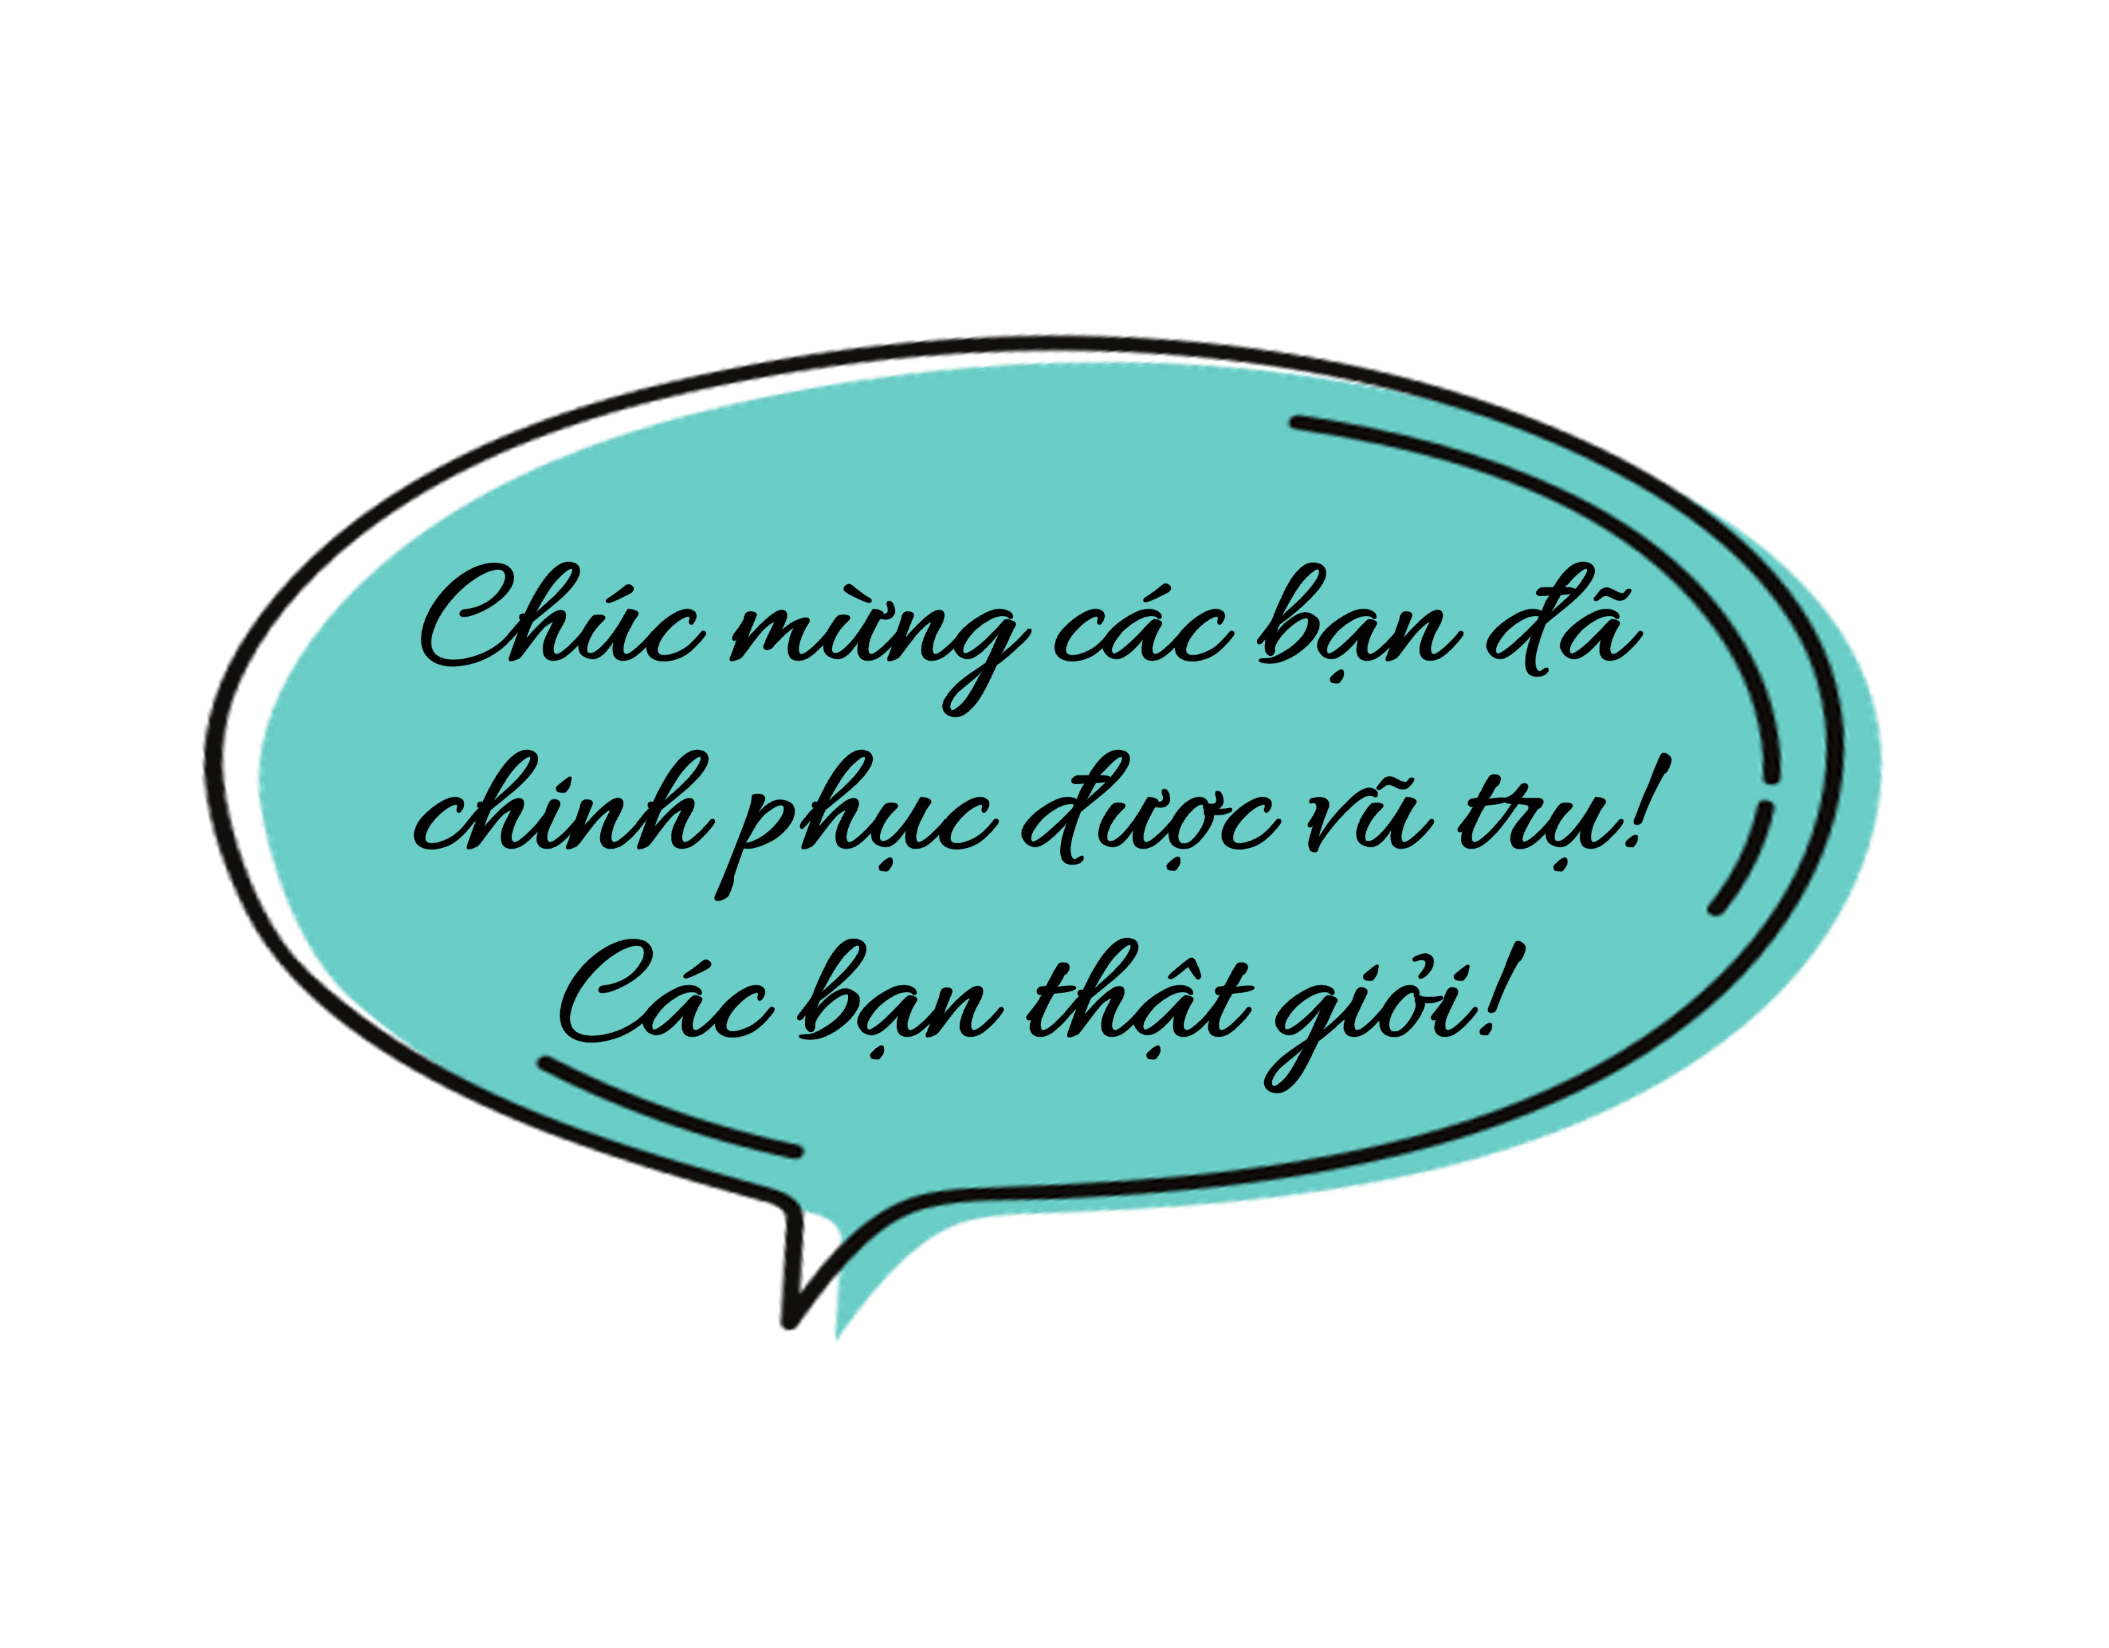 Chúc mừng các bạn đã
chinh phục được vũ trụ!
Các bạn thật giỏi!